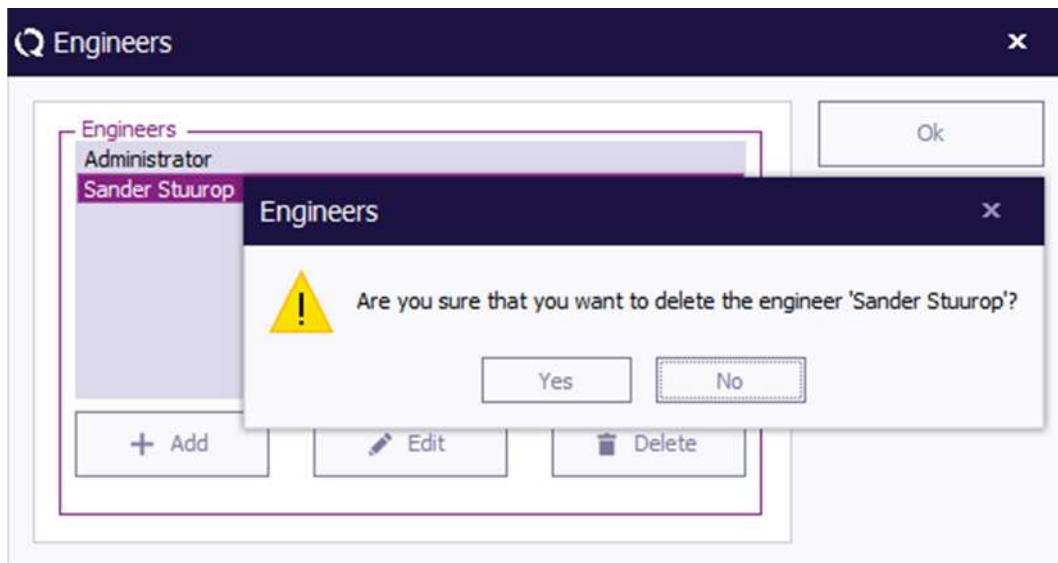 Engineers
Engineers
Ok
Administrator
Sander Stuurop
Engineers
Are you sure that you want to delete the engineer 'Sander Stuurop'?
Yes No
Add Edit Delete